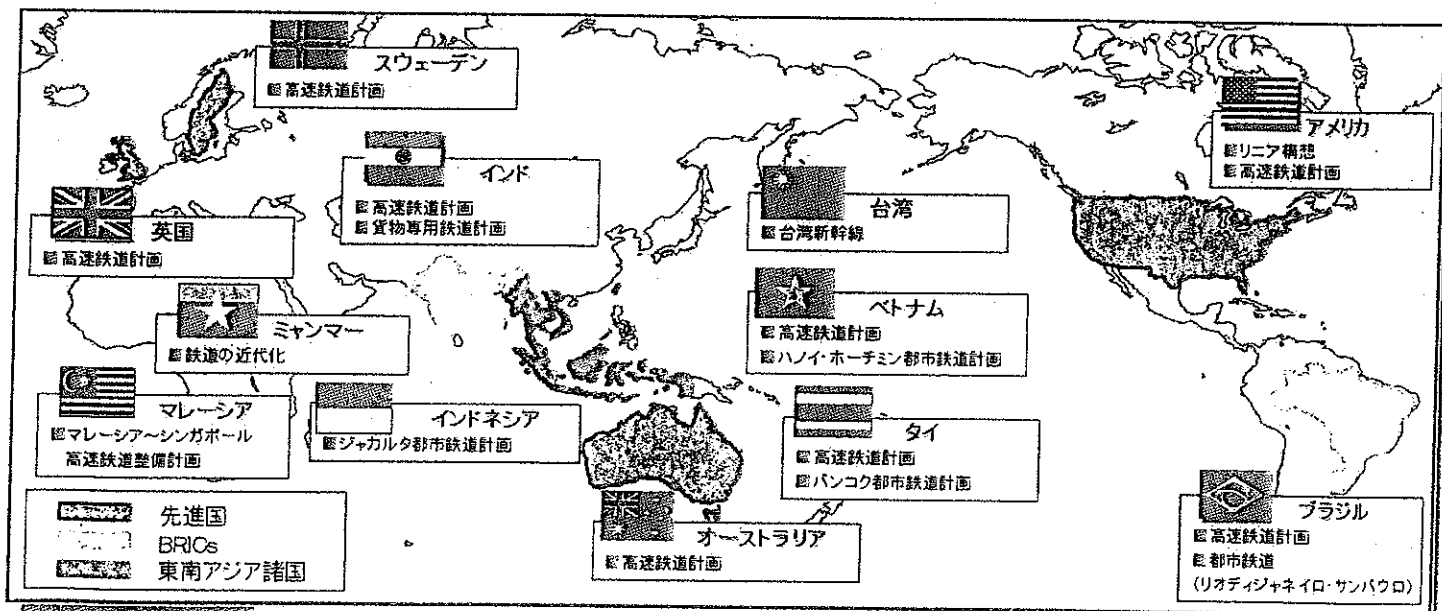 スウェーデン
高速鉄道計画
アメリカ
リニア構想
高速鉄道計画
インド
高速鉄道計画
貨物専用鉄道計画
台湾
台湾新幹線
英国
高速鉄道計画
ベトナム
高速鉄道計画
ハノイ・ホーチミン都市鉄道計画
ミャンマー
鉄道の近代化
マレーシア
マレーシア～シンガポール
高速鉄道整備計画
インドネシア
ジャカルタ都市鉄道計画
タイ
高速鉄道計画
バンコク都市鉄道計画
オーストラリア
高速鉄道計画
ブラジル
高速鉄道計画
都市鉄道
(リオディジャネイロ・サンパウロ)
先進国
BRICs
東南アジア諸国